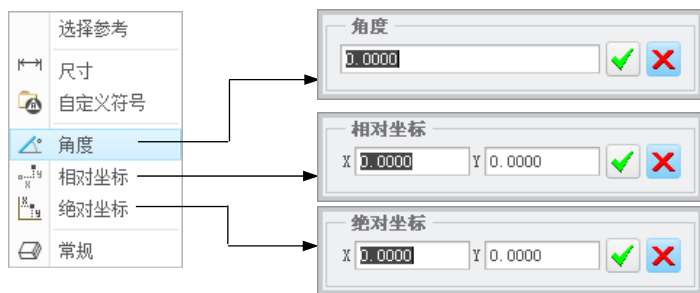 选择参考
尺寸
自定义符号
角度
相对坐标
绝对坐标
常规
角度
0.0000
相对坐标
X 0.0000 Y 0.0000
绝对坐标
X 0.0000 Y 0.0000